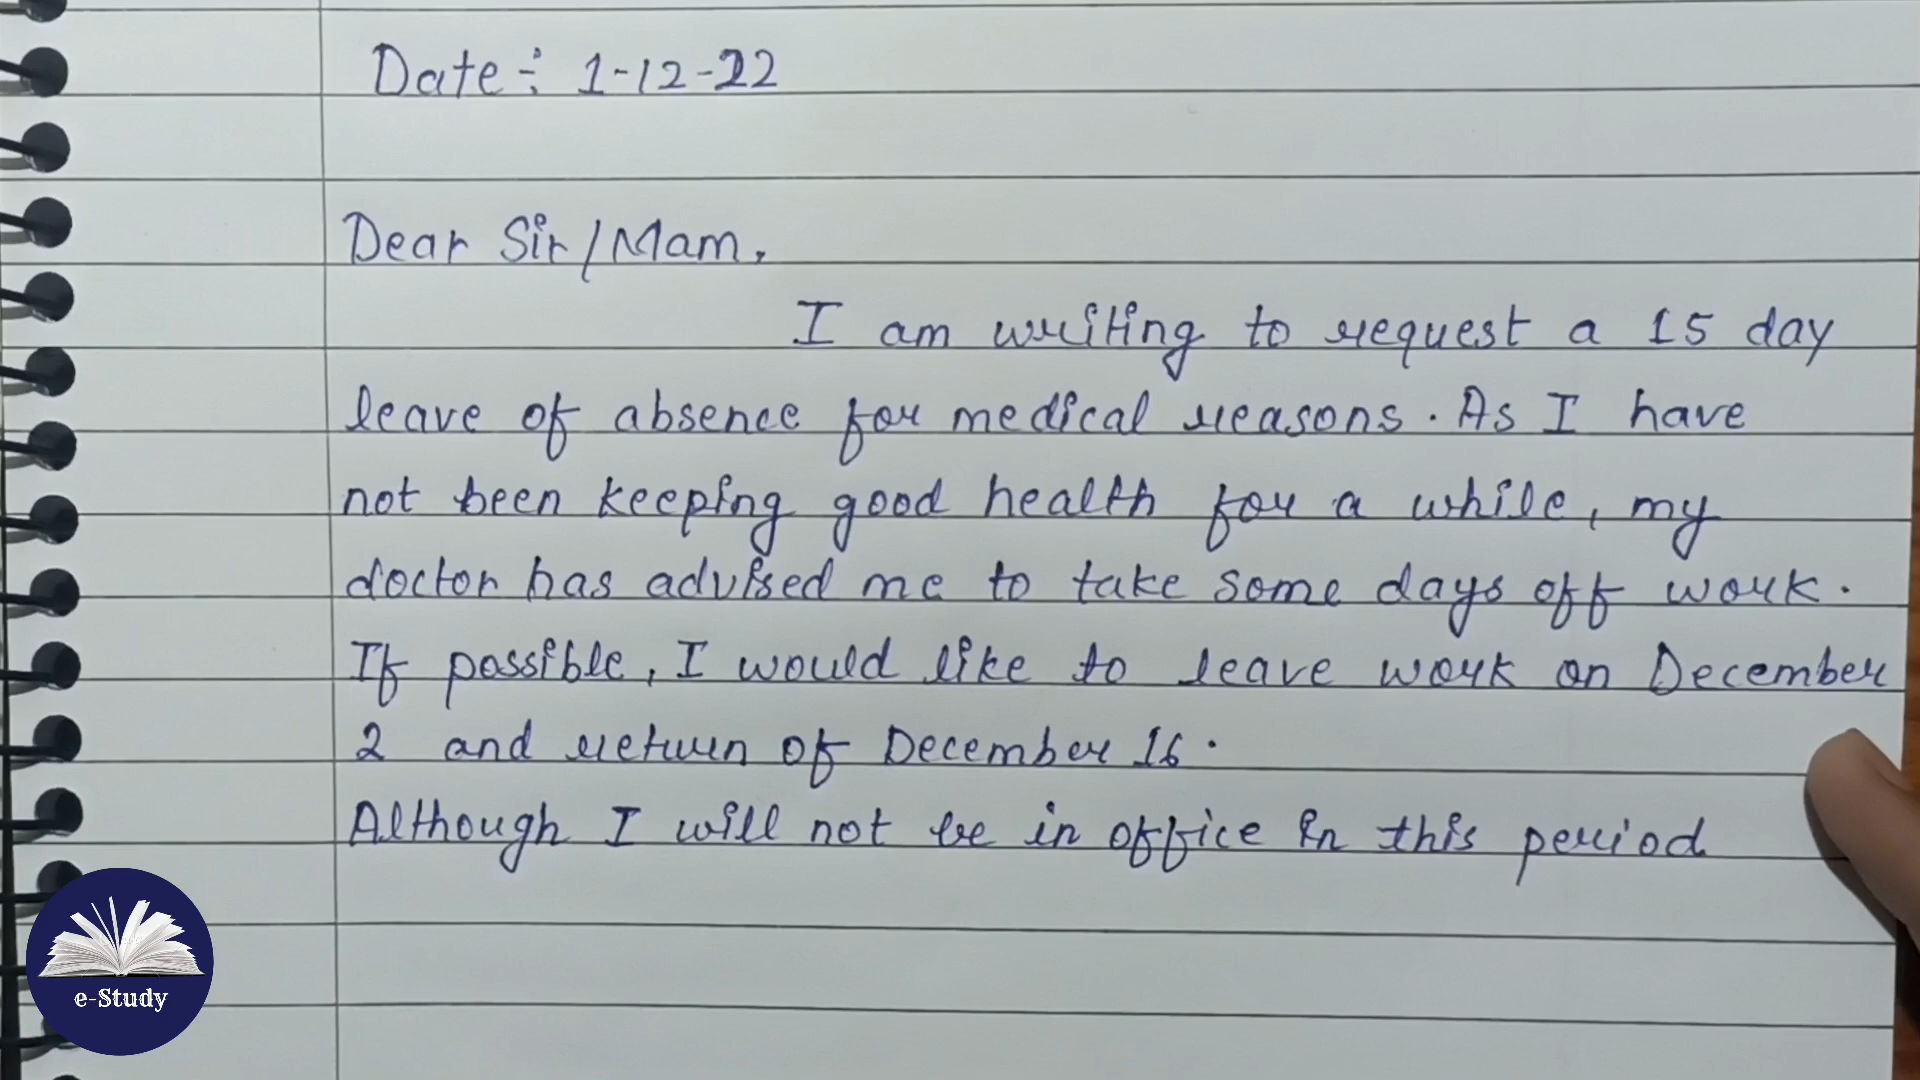 Date :- 1-12-22
Dear Sir/Mam,
I am writing to request a 15 day
leave of absence for medical reasons. As I have
not been keeping good health for a while, my
doctor has advised me to take some days off work.
If possible, I would like to leave work on December
2 and return of December 16.
Although I will not be in office in this period
e-Study